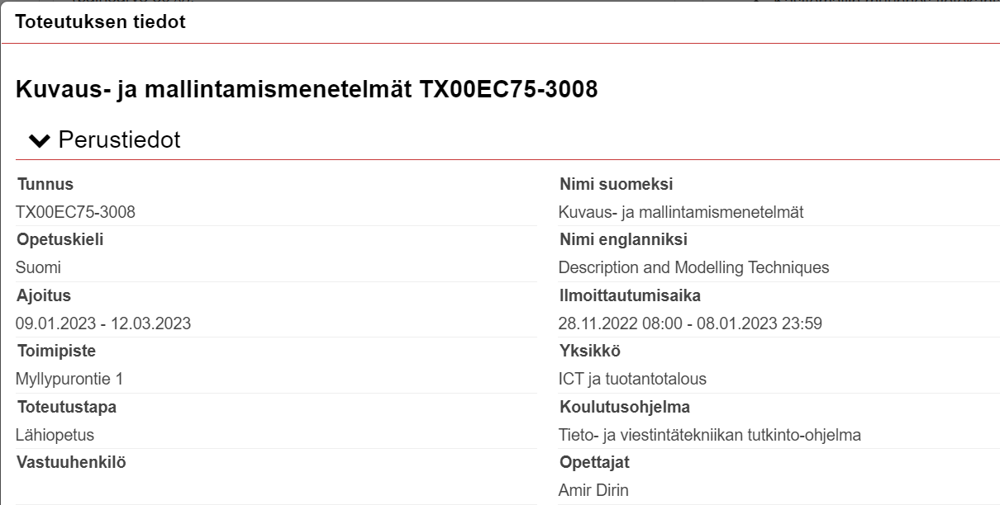 Toteutuksen tiedot
Kuvaus- ja mallintamismenetelmät TX00EC75-3008
Perustiedot
Tunnus
TX00EC75-3008
Nimi suomeksi
Kuvaus- ja mallintamismenetelmät
Opetuskieli
Suomi
Nimi englanniksi
Description and Modelling Techniques
Ajoitus
09.01.2023 - 12.03.2023
Ilmoittautumisaika
28.11.2022 08:00 - 08.01.2023 23:59
Toimipiste
Myllypurontie 1
Yksikkö
ICT ja tuotantotalous
Toteutustapa
Lähiopetus
Koulutusohjelma
Tieto- ja viestintätekniikan tutkinto-ohjelma
Vastuuhenkilö
Opettajat
Amir Dirin